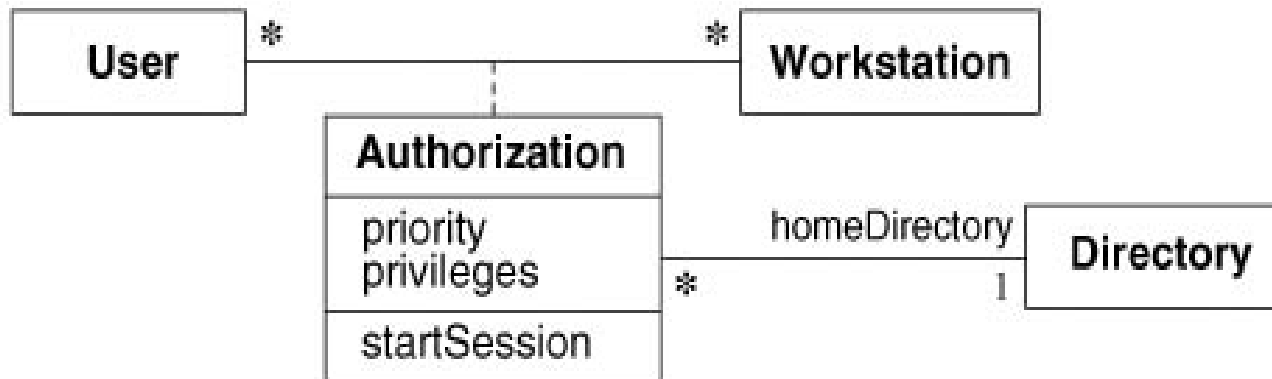 User
*
*
Workstation
Authorization
priority
privileges
startSession
homeDirectory
*
1
Directory